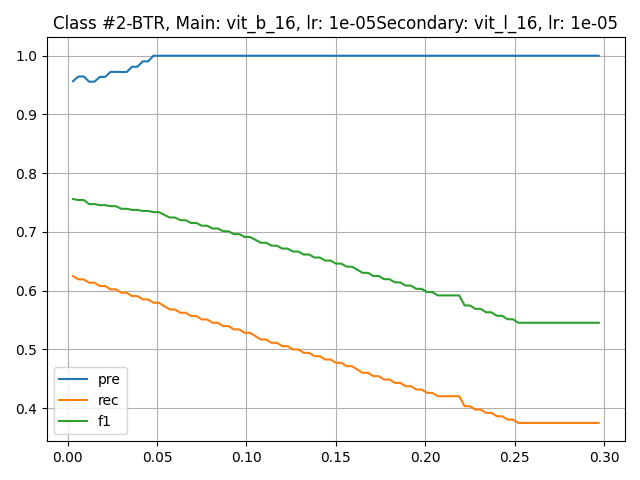 Class #2-BTR, Main: vit_b_16, lr: 1e-05Secondary: vit_l_16, lr: 1e-05
1.0
0.9
0.8
0.7
0.6
0.5
0.4
pre
rec
f1
0.00 0.05 0.10 0.15 0.20 0.25 0.30